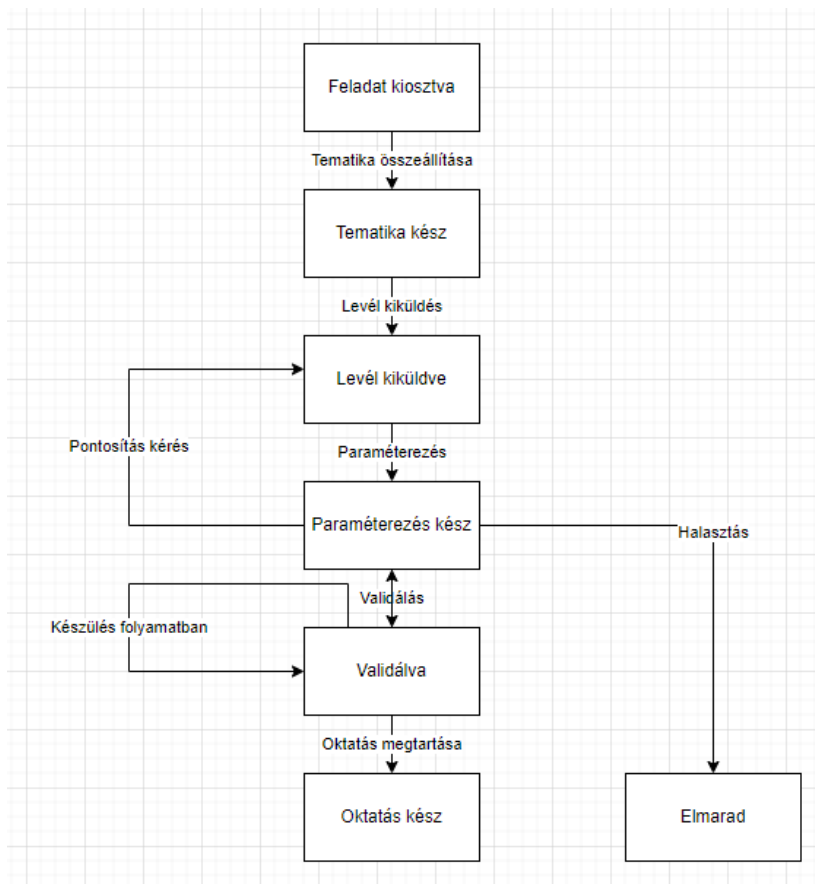 Feladat kiosztva
Tematika összeállítása
Tematika kész
Levél kiküldés
Levél kiküldve
Pontosítás kérés
Paraméterezés
Paraméterezés kész
Halasztás
Validálás
Készülés folyamatban
Validálva
Oktatás megtartása
Oktatás kész
Elmarad